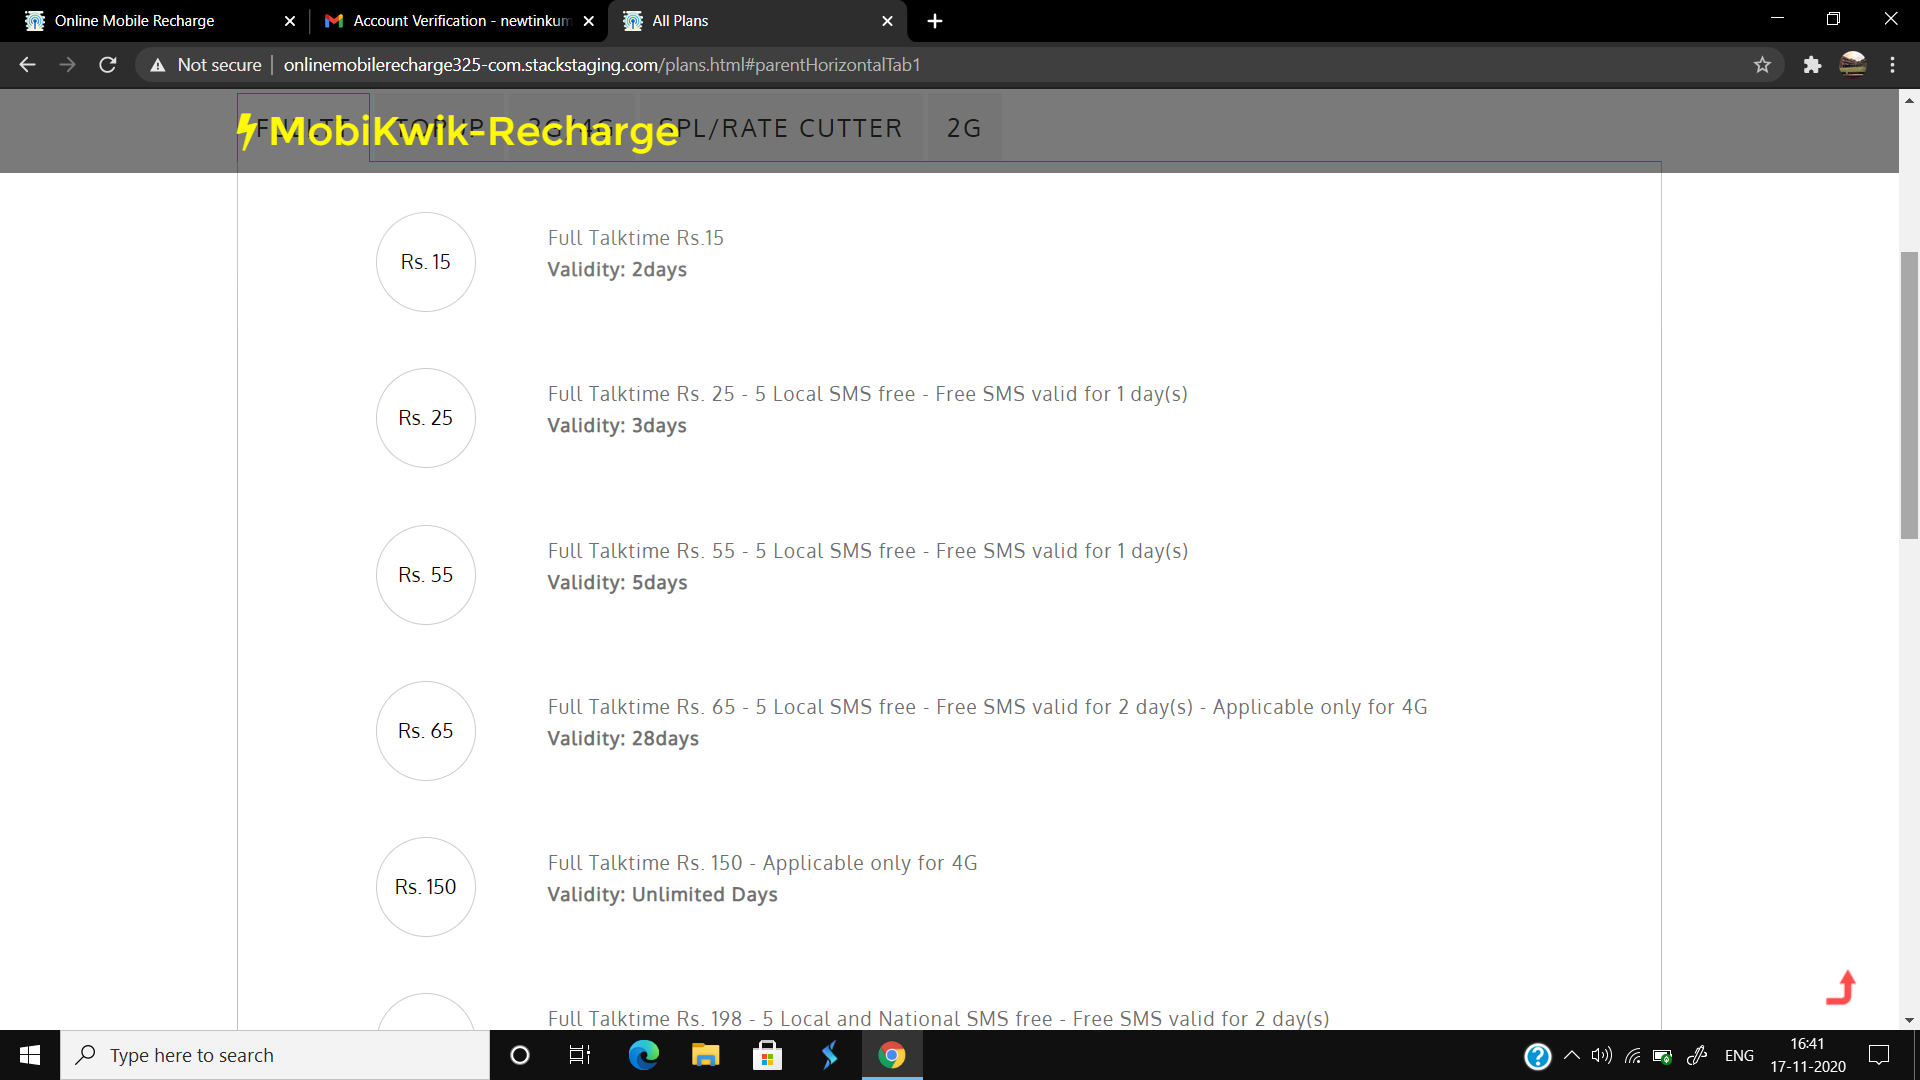 Online Mobile Recharge
Account Verification - newtinkum
All Plans
Not secure
onlinemobilerecharge325-com.stackstaging.com/plans.html#parentHorizontalTab1
MobiKwik-Recharge
SPL/RATE CUTTER
2G
Rs. 15
Full Talktime Rs.15
Validity: 2days
Rs. 25
Full Talktime Rs. 25 - 5 Local SMS free - Free SMS valid for 1 day(s)
Validity: 3days
Rs. 55
Full Talktime Rs. 55 - 5 Local SMS free - Free SMS valid for 1 day(s)
Validity: 5days
Rs. 65
Full Talktime Rs. 65 - 5 Local SMS free - Free SMS valid for 2 day(s) - Applicable only for 4G
Validity: 28days
Rs. 150
Full Talktime Rs. 150 - Applicable only for 4G
Validity: Unlimited Days
Full Talktime Rs. 198 - 5 Local and National SMS free - Free SMS valid for 2 day(s)
Type here to search
ENG
16:41
17-11-2020